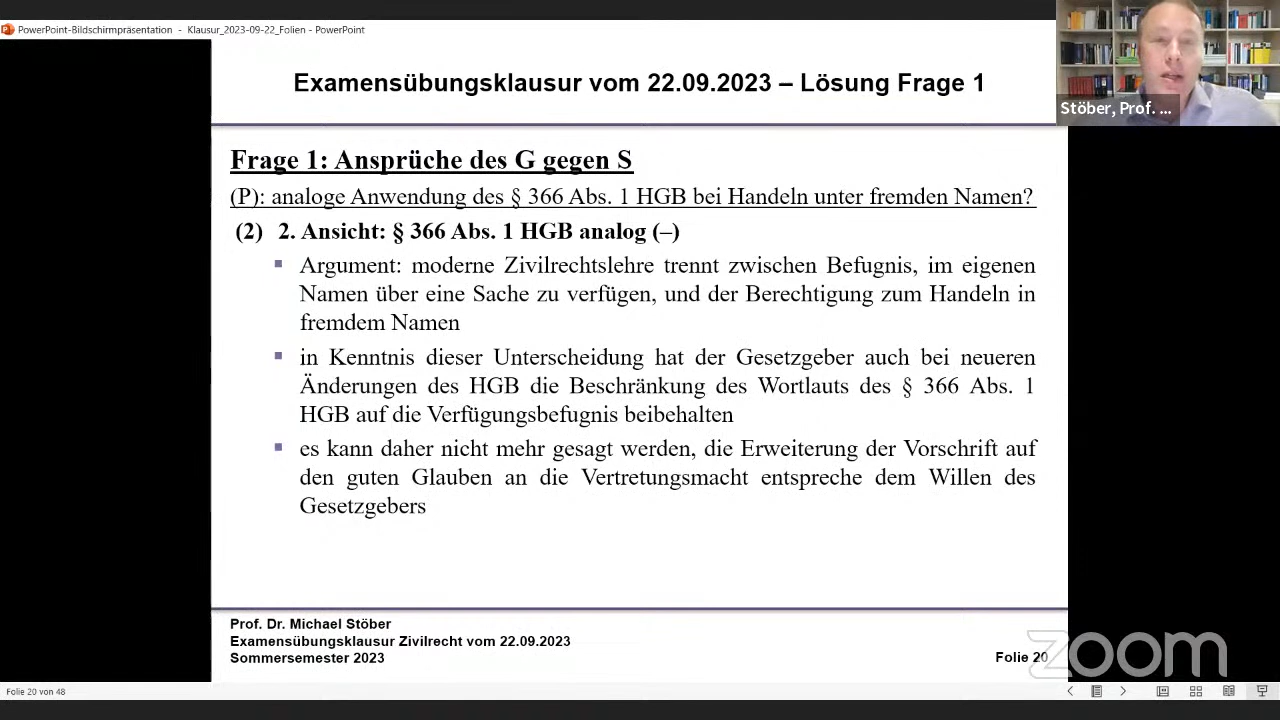 PowerPoint-Bildschirmpräsentation - Klausur_2023-09-22_Folien - PowerPoint
Examensübungsklausur vom 22.09.2023 – Lösung Frage 1
Stöber, Prof. ...
Frage 1: Ansprüche des G gegen S
(P): analoge Anwendung des § 366 Abs. 1 HGB bei Handeln unter fremden Namen?
(2) 2. Ansicht: § 366 Abs. 1 HGB analog (–)
▪ Argument: moderne Zivilrechtslehre trennt zwischen Befugnis, im eigenen
Namen über eine Sache zu verfügen, und der Berechtigung zum Handeln in
fremdem Namen
▪ in Kenntnis dieser Unterscheidung hat der Gesetzgeber auch bei neueren
Änderungen des HGB die Beschränkung des Wortlauts des § 366 Abs. 1
HGB auf die Verfügungsbefugnis beibehalten
▪ es kann daher nicht mehr gesagt werden, die Erweiterung der Vorschrift auf
den guten Glauben an die Vertretungsmacht entspreche dem Willen des
Gesetzgebers
Prof. Dr. Michael Stöber
Examensübungsklausur Zivilrecht vom 22.09.2023
Sommersemester 2023
Folie 20
zoom
Folie 20 von 48